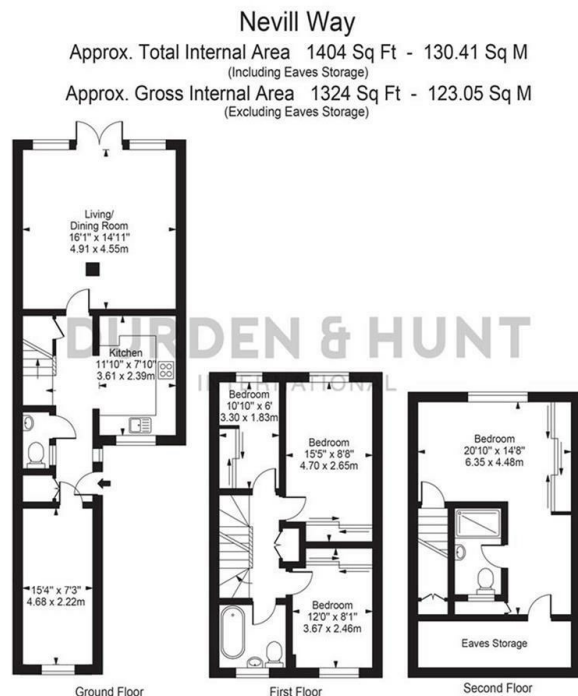 Nevill Way
Approx. Total Internal Area 1404 Sq Ft - 130.41 Sq M
(Including Eaves Storage)
Approx. Gross Internal Area 1324 Sq Ft - 123.05 Sq M
(Excluding Eaves Storage)
Living/
Dining Room
16'1" x 14'11"
4.91 x 4.55m
DURDEN & HUNT
INTERNATIONAL
Kitchen
11'10" x 7'10"
3.61 x 2.39m
15'4" x 7'3"
4.68 x 2.22m
Ground Floor
Bedroom
10'10" x 6'
3.30 x 1.83m
Bedroom
15'5" x 8'8"
4.70 x 2.65m
Bedroom
12'0" x 8'1"
3.67 x 2.46m
First Floor
Bedroom
20'10" x 14'8"
6.35 x 4.48m
Eaves Storage
Second Floor